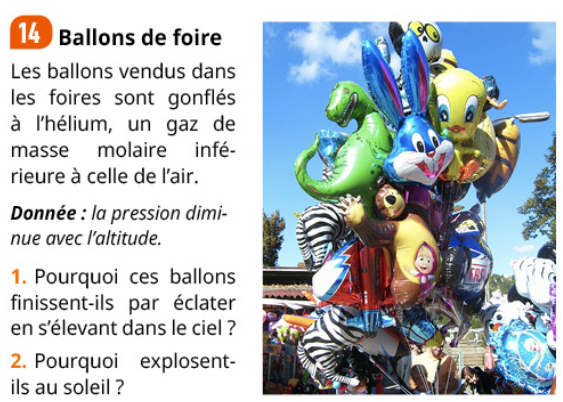 14 Ballons de foire
Les ballons vendus dans
les foires sont gonflés
à l'hélium, un gaz de
masse molaire infé-
rieure à celle de l'air.
Donnée : la pression dimi-
nue avec l'altitude.
1. Pourquoi ces ballons
finissent-ils par éclater
en s'élevant dans le ciel ?
2. Pourquoi explosent-
ils au soleil ?